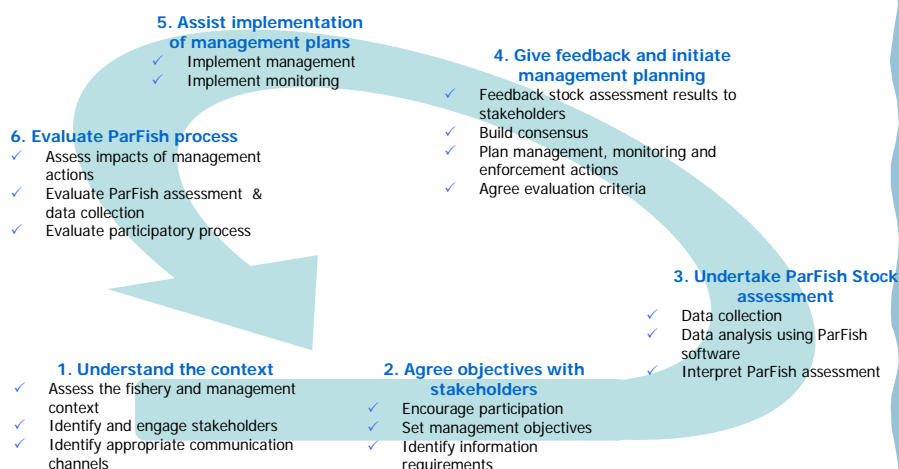 5. Assist implementation
of management plans
✓ Implement management
✓ Implement monitoring
4. Give feedback and initiate
management planning
✓ Feedback stock assessment results to
stakeholders
✓ Build consensus
✓ Plan management, monitoring and
enforcement actions
✓ Agree evaluation criteria
6. Evaluate ParFish process
✓ Assess impacts of management
actions
✓ Evaluate ParFish assessment &
data collection
✓ Evaluate participatory process
3. Undertake ParFish Stock
assessment
✓ Data collection
✓ Data analysis using ParFish
software
✓ Interpret ParFish assessment
1. Understand the context
✓ Assess the fishery and management
context
✓ Identify and engage stakeholders
✓ Identify appropriate communication
channels
2. Agree objectives with
stakeholders
✓ Encourage participation
✓ Set management objectives
✓ Identify information
requirements